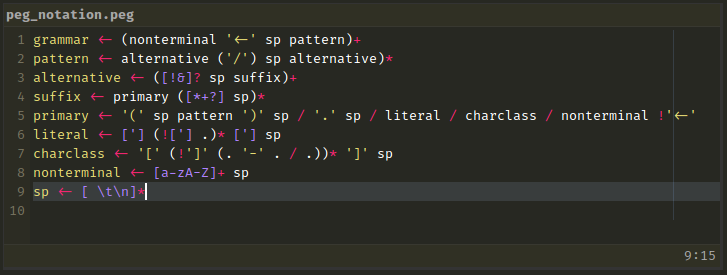 peg_notation.peg
1 grammar ← (nonterminal '←' sp pattern)+
2 pattern ← alternative ('/') sp alternative)*
3 alternative ← ([!&]? sp suffix)+
4 suffix ← primary ([*+?] sp)*
5 primary ← '(' sp pattern ')' sp / '.' sp / literal / charclass / nonterminal !'←'
6 literal ← ['] (!['] .)* ['] sp
7 charclass ← '[' (!']' (. '-' . / .))* ']' sp
8 nonterminal ← [a-zA-Z]+ sp
9 sp ← [ \t\n]*
10
9:15